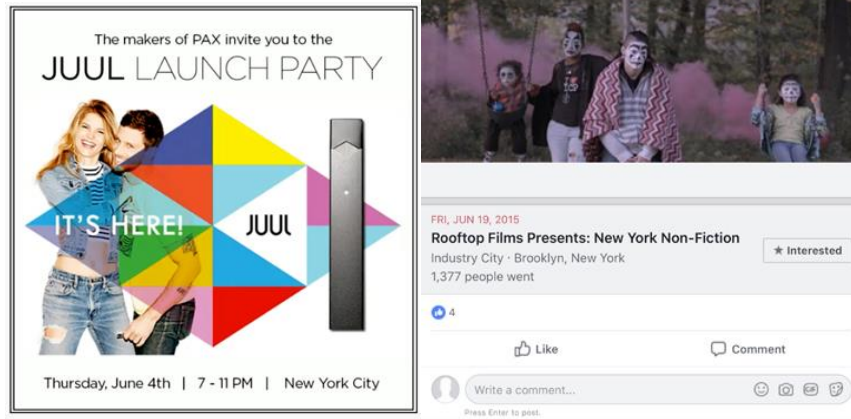 The makers of PAX invite you to the
JUUL LAUNCH PARTY
IT'S HERE!
JUUL
Thursday, June 4th | 7 - 11 PM | New York City
FRI, JUN 19, 2015
Rooftop Films Presents: New York Non-Fiction
★ Interested
Industry City · Brooklyn, New York
1,377 people went
4
Like
Comment
Write a comment...
GIF
Press Enter to post.